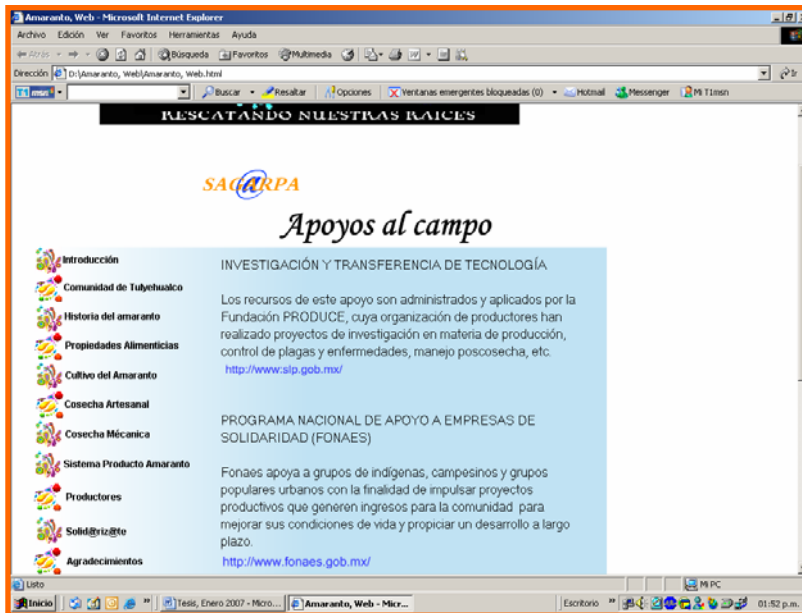 Amaranto, Web - Microsoft Internet Explorer
Archivo Edición Ver Favoritos Herramientas Ayuda
Atrás Búsqueda Favoritos Multimedia
Dirección D:\Amaranto, Web\Amaranto, Web.html Ir
T1 msn Buscar Resaltar Opciones Ventanas emergentes bloqueadas (0) Hotmail Messenger Mi T1msn
RESCATANDO NUESTRAS RAICES
SAG@RPA
Apoyos al campo
Introducción
Comunidad de Tulyehualco
Historia del amaranto
Propiedades Alimenticias
Cultivo del Amaranto
Cosecha Artesanal
Cosecha Mécanica
Sistema Producto Amaranto
Productores
Solid@riz@te
Agradecimientos
INVESTIGACIÓN Y TRANSFERENCIA DE TECNOLOGÍA
Los recursos de este apoyo son administrados y aplicados por la
Fundación PRODUCE, cuya organización de productores han
realizado proyectos de investigación en materia de producción,
control de plagas y enfermedades, manejo poscosecha, etc.
http://www.slp.gob.mx/
PROGRAMA NACIONAL DE APOYO A EMPRESAS DE
SOLIDARIDAD (FONAES)
Fonaes apoya a grupos de indígenas, campesinos y grupos
populares urbanos con la finalidad de impulsar proyectos
productivos que generen ingresos para la comunidad para
mejorar sus condiciones de vida y propiciar un desarrollo a largo
plazo.
http://www.fonaes.gob.mx/
Listo Mi PC
Inicio » Tesis, Enero 2007 - Micro... Amaranto, Web - Micr... Escritorio » 01:52 p.m.